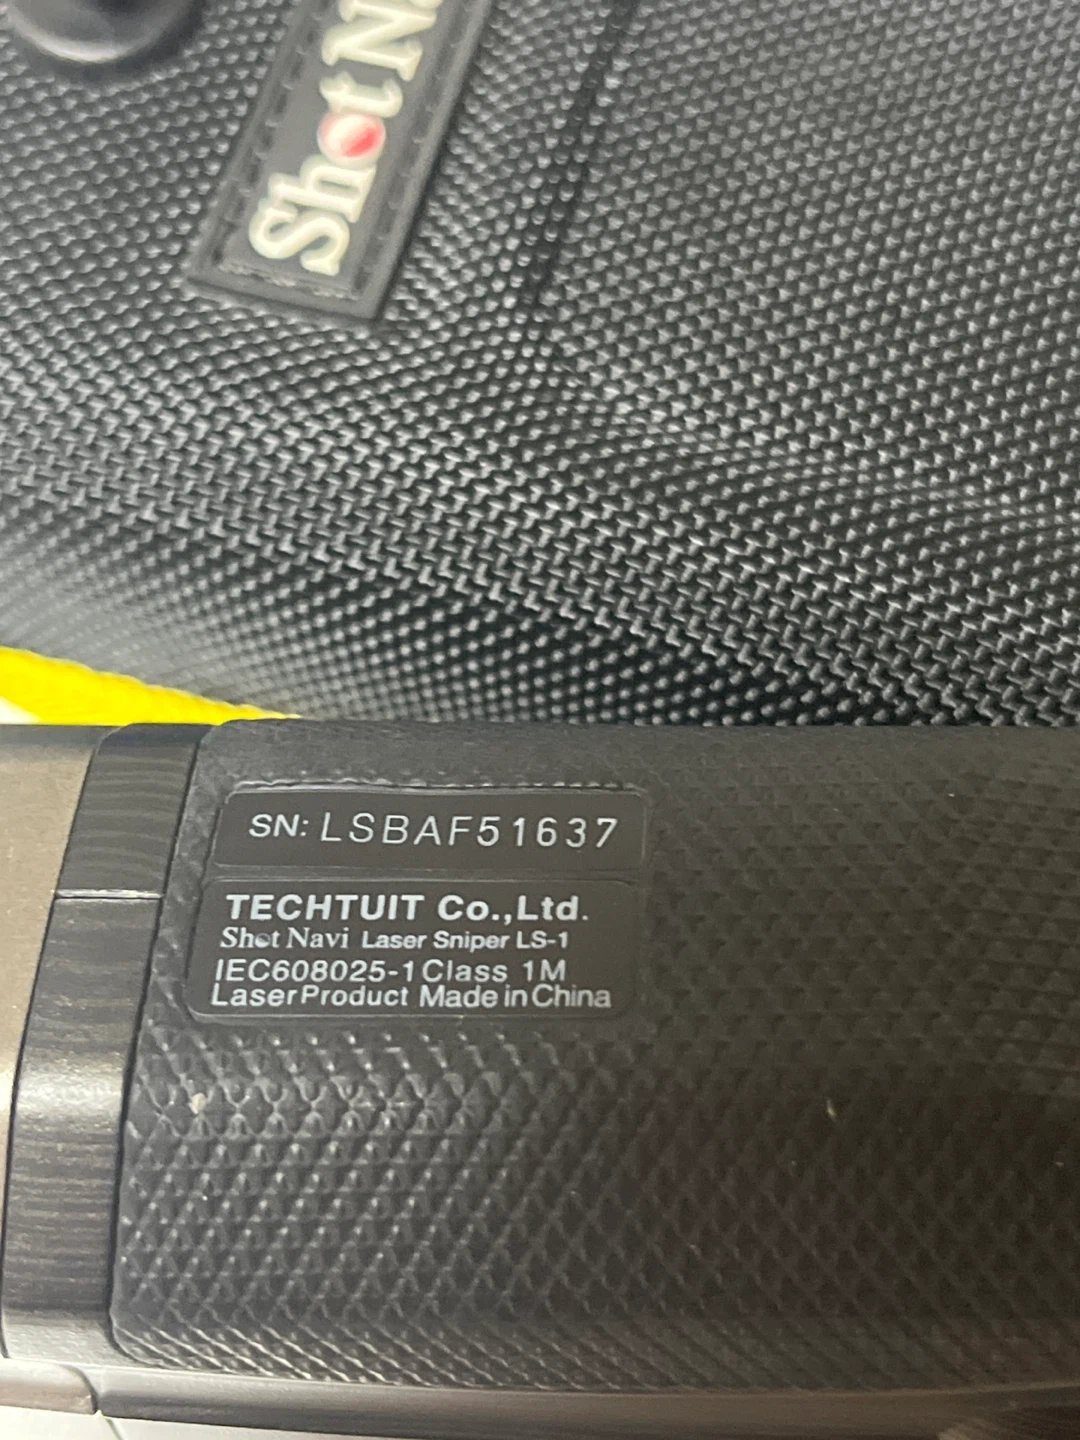 Shot Na
SN: LSBAF51637
TECHTUIT Co.,Ltd.
Shot Navi Laser Sniper LS-1
IEC608025-1 Class 1M
Laser Product Made in China